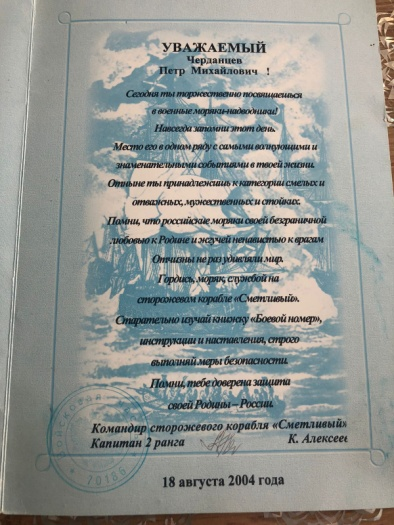 УВАЖАЕМЫЙ
Черданцев
Петр Михайлович !
Сегодня ты торжественно посвящаешься
в военные моряки-надводники!
Навсегда запомни этот день.
Место его в одном ряду с самыми волнующими и
знаменательными событиями в твоей жизни.
Отныне ты принадлежишь к категории смелых и
отважных, мужественных и стойких.
Помни, что российские моряки своей безграничной
любовью к Родине и жгучей ненавистью к врагам
Отчизны не раз удивляли мир.
Гордись, моряк, службой на
сторожевом корабле «Сметливый».
Старательно изучай книжку «Боевой номер»,
инструкции и наставления, строго
выполняй меры безопасности.
Помни, тебе доверена защита
своей Родины – России.
Командир сторожевого корабля «Сметливый»
Капитан 2 ранга К. Алексеев
18 августа 2004 года